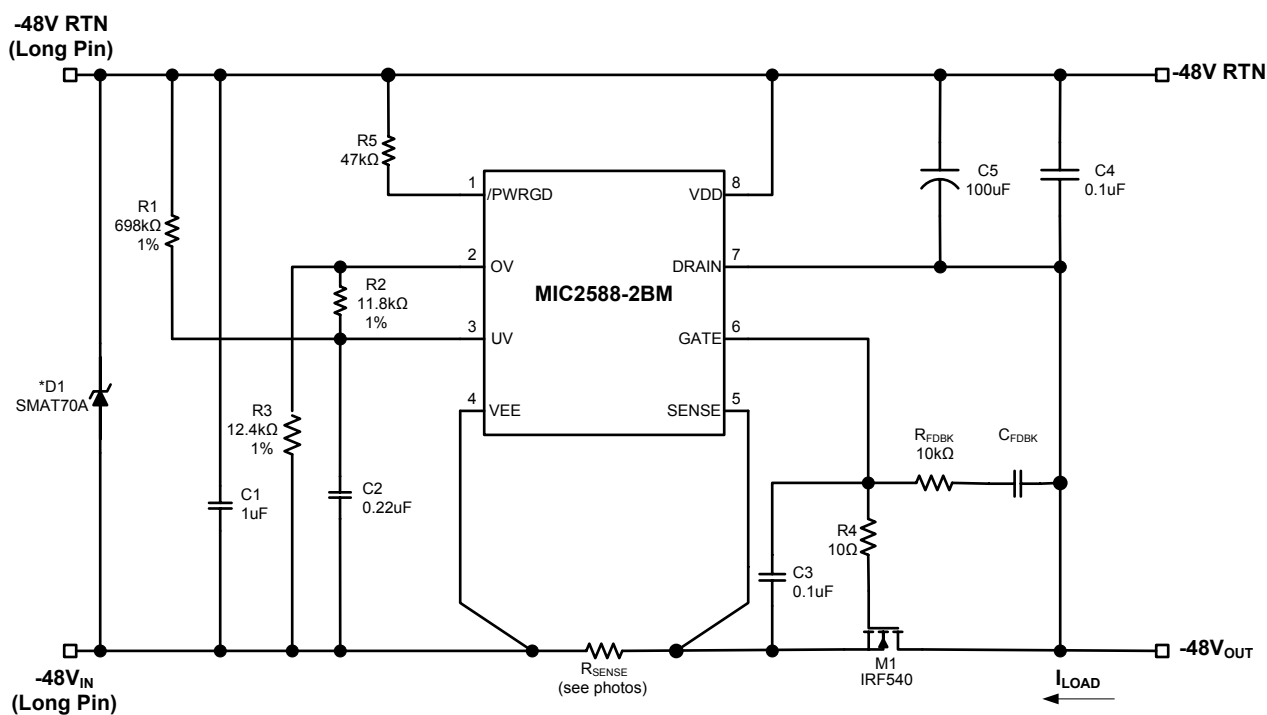 -48V RTN
(Long Pin)
-48V RTN
R5
47kΩ
R1
698kΩ
1%
1
/PWRGD
VDD
8
C5
100uF
C4
0.1uF
2
OV
DRAIN
7
R2
11.8kΩ
1%
MIC2588-2BM
3
UV
GATE
6
*D1
SMAT70A
R3
12.4kΩ
1%
4
VEE
SENSE
5
RFDBK
10kΩ
CFDBK
C1
1uF
C2
0.22uF
R4
10Ω
C3
0.1uF
-48VIN
(Long Pin)
RSENSE
(see photos)
M1
IRF540
-48VOUT
ILOAD